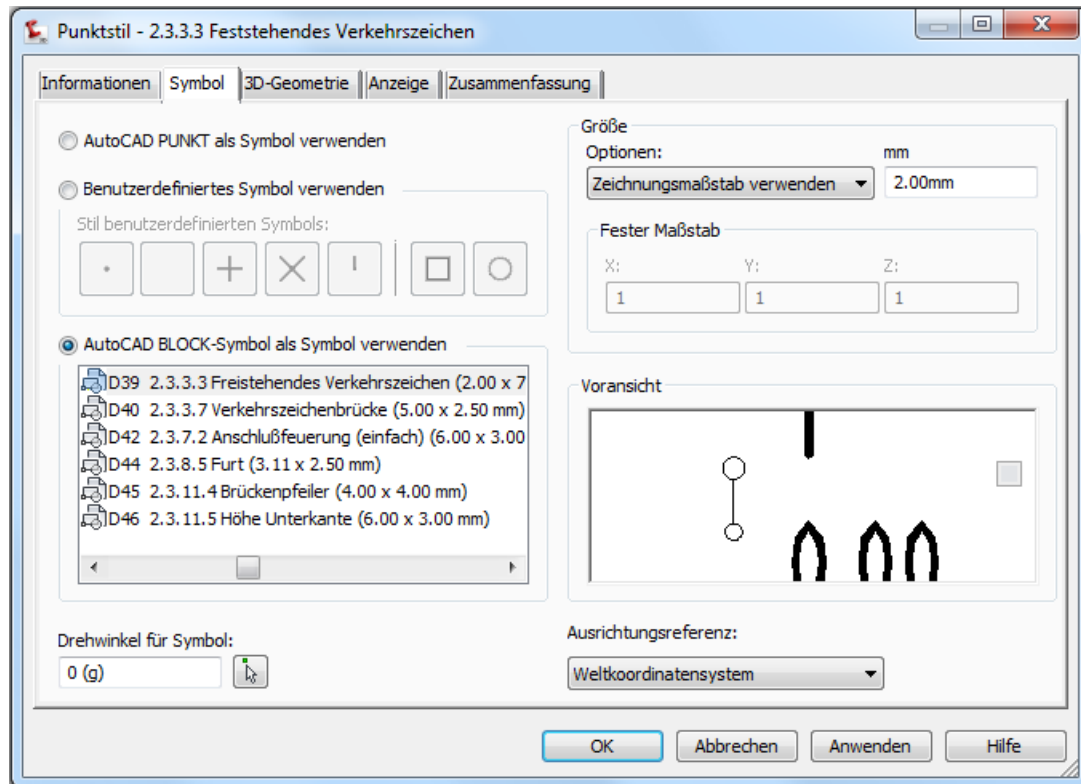 Punktstil - 2.3.3.3 Feststehendes Verkehrszeichen
Informationen Symbol 3D-Geometrie Anzeige Zusammenfassung
AutoCAD PUNKT als Symbol verwenden
Benutzerdefiniertes Symbol verwenden
Stil benutzerdefinierten Symbols:
AutoCAD BLOCK-Symbol als Symbol verwenden
D39 2.3.3.3 Freistehendes Verkehrszeichen (2.00 x 7
D40 2.3.3.7 Verkehrszeichenbrücke (5.00 x 2.50 mm)
D42 2.3.7.2 Anschlußfeuerung (einfach) (6.00 x 3.00
D44 2.3.8.5 Furt (3.11 x 2.50 mm)
D45 2.3.11.4 Brückenpfeiler (4.00 x 4.00 mm)
D46 2.3.11.5 Höhe Unterkante (6.00 x 3.00 mm)
Drehwinkel für Symbol:
0 (g)
Größe
Optionen: mm
Zeichnungsmaßstab verwenden 2.00mm
Fester Maßstab
X: Y: Z:
1 1 1
Voransicht
Ausrichtungsreferenz:
Weltkoordinatensystem
OK Abbrechen Anwenden Hilfe